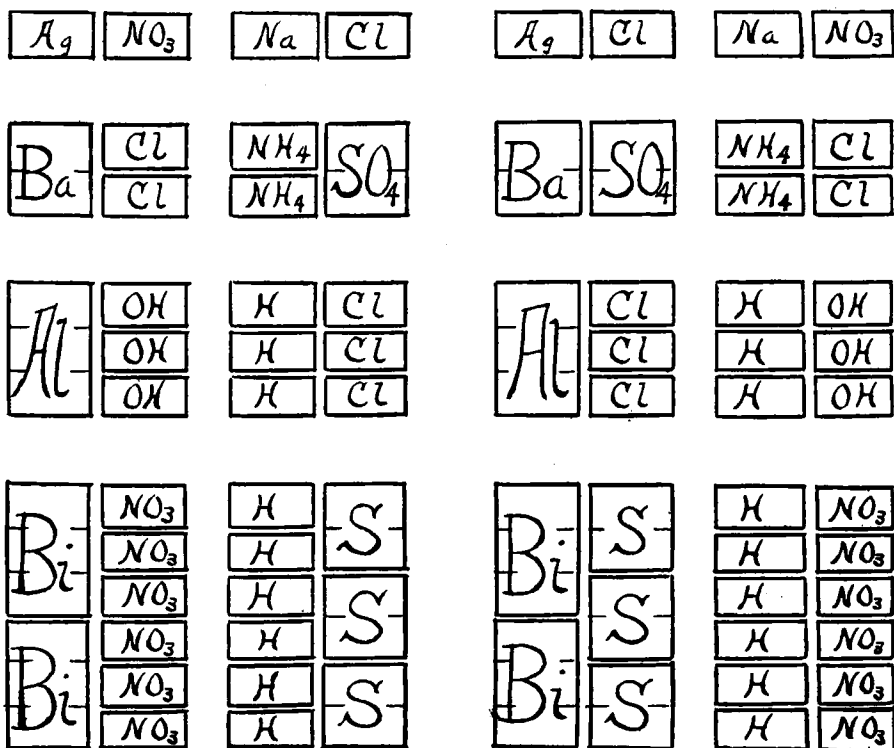 Ag NO₃ Na Cl Ag Cl Na NO₃
Ba Cl NH₄ SO₄ Ba SO₄ NH₄ Cl
Cl NH₄ NH₄ Cl
Al OH H Cl Al Cl H OH
OH H Cl Cl H OH
OH H Cl Cl H OH
Bi NO₃ H S Bi S H NO₃
NO₃ H H NO₃
NO₃ H S S H NO₃
Bi NO₃ H Bi H NO₃
NO₃ H S S H NO₃
NO₃ H H NO₃